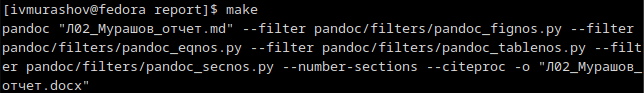 [ivmurashov@fedora report]$ make
pandoc "Л02_Мурашов_отчет.md" --filter pandoc/filters/pandoc_fignos.py --filter
pandoc/filters/pandoc_eqnos.py --filter pandoc/filters/pandoc_tablenos.py --filt
er pandoc/filters/pandoc_secnos.py --number-sections --citeproc -o "Л02_Мурашов_
отчет.docx"